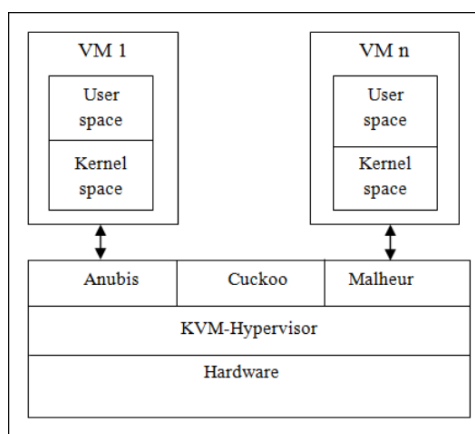 VM 1
User
space
Kernel
space
VM n
User
space
Kernel
space
Anubis
Cuckoo
Malheur
KVM-Hypervisor
Hardware